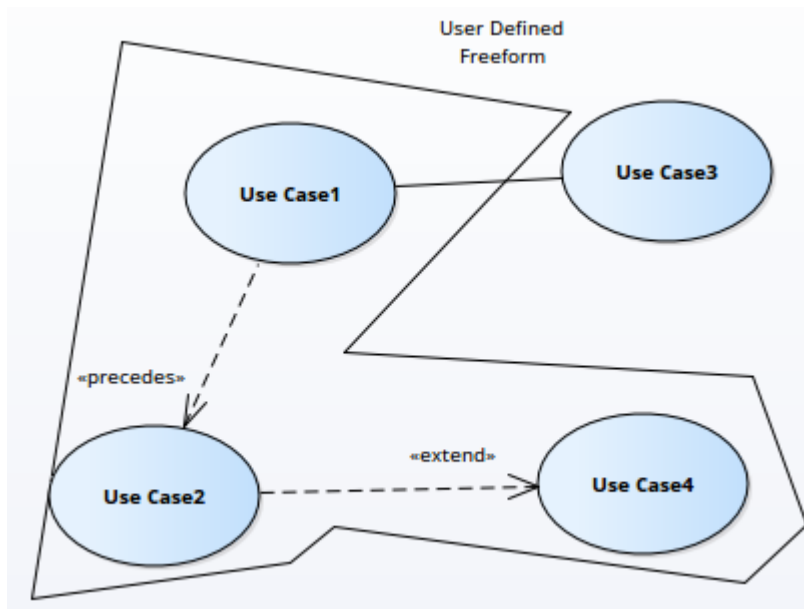 User Defined
Freeform
Use Case3
Use Case1
«precedes»
«extend»
Use Case4
Use Case2